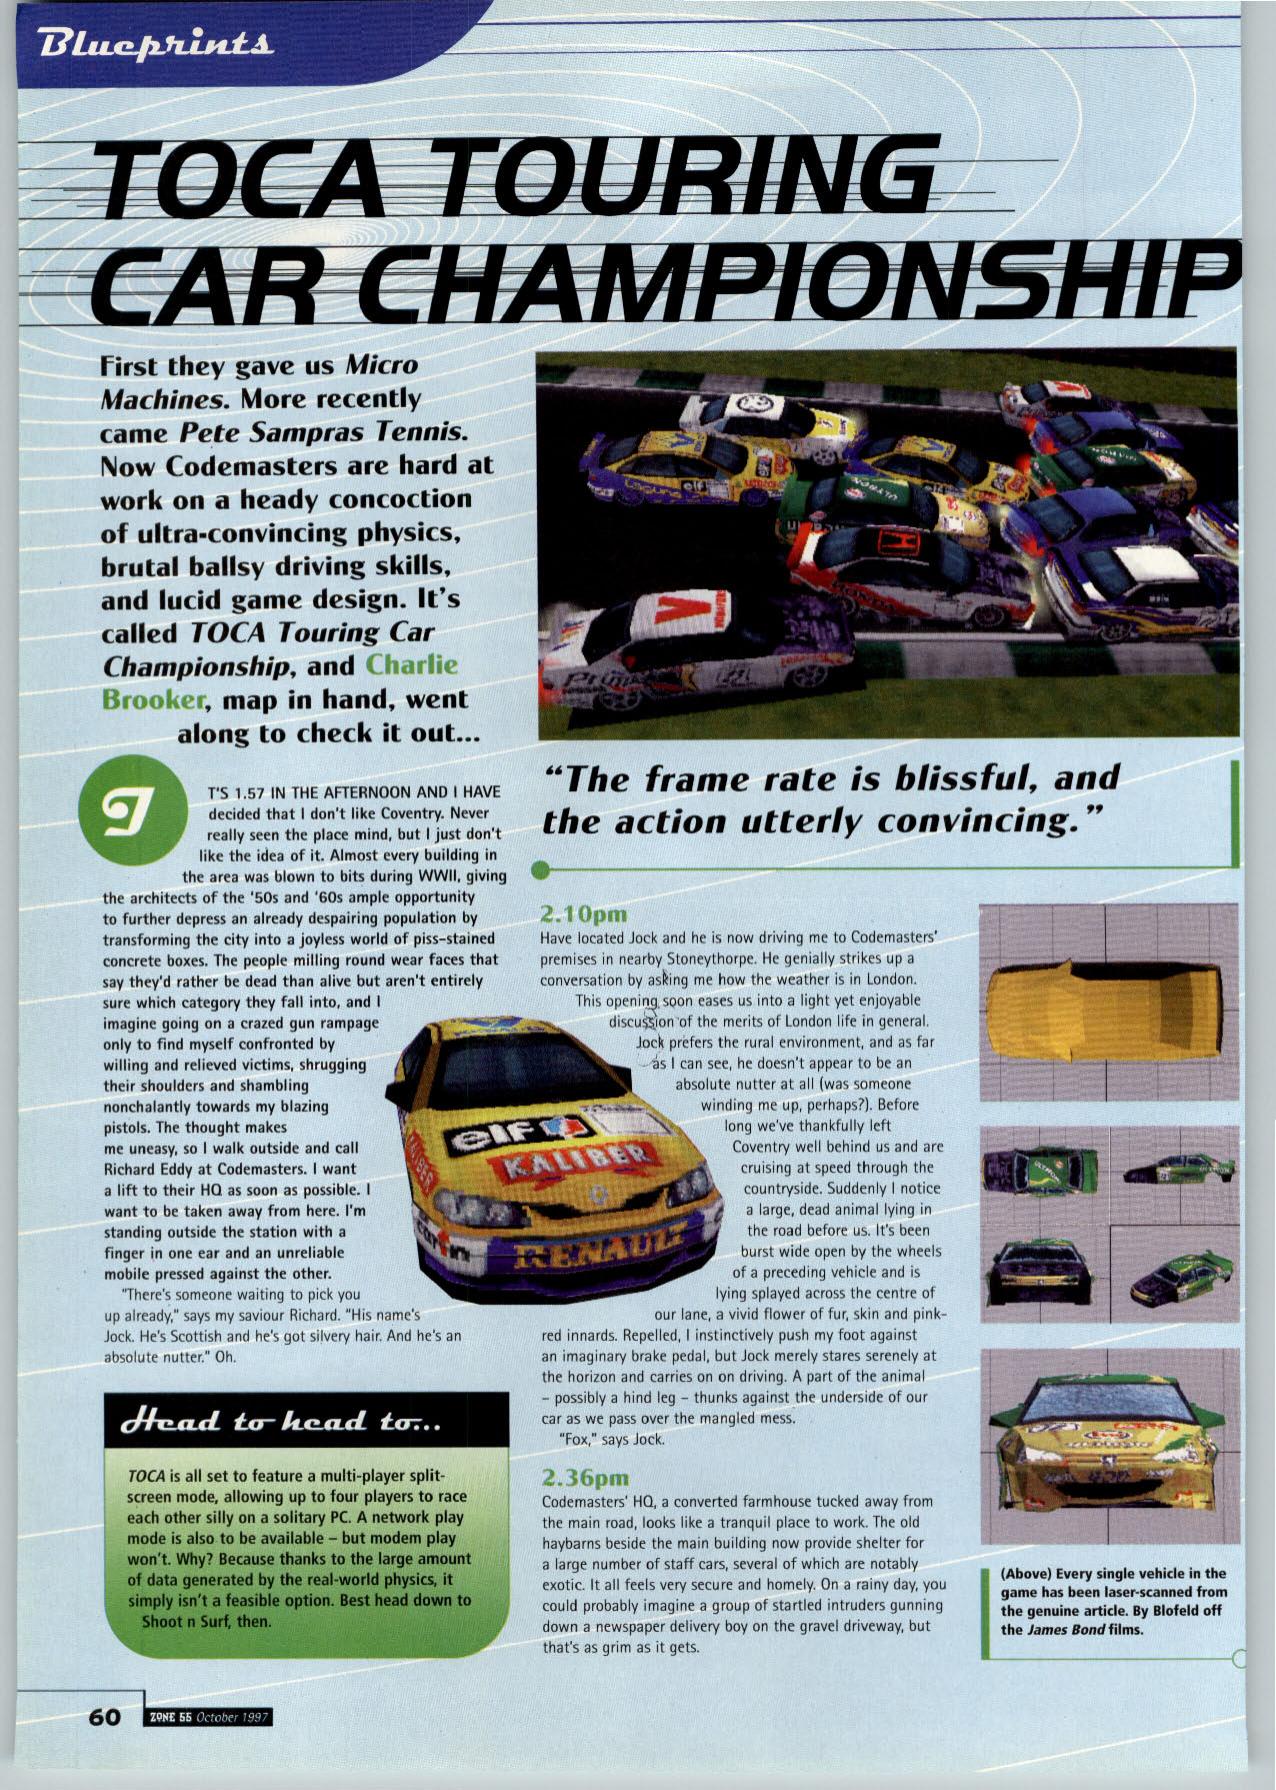 Blueprints
TOCA TOURING
CAR CHAMPIONSHIP
First they gave us Micro
Machines. More recently
came Pete Sampras Tennis.
Now Codemasters are hard at
work on a heady concoction
of ultra-convincing physics,
brutal ballsy driving skills,
and lucid game design. It's
called TOCA Touring Car
Championship, and Charlie
Brooker, map in hand, went
along to check it out...
"The frame rate is blissful, and
the action utterly convincing."
IT'S 1.57 IN THE AFTERNOON AND I HAVE
decided that I don't like Coventry. Never
really seen the place mind, but I just don't
like the idea of it. Almost every building in
the area was blown to bits during WWII, giving
the architects of the '50s and '60s ample opportunity
to further depress an already despairing population by
transforming the city into a joyless world of piss-stained
concrete boxes. The people milling round wear faces that
say they'd rather be dead than alive but aren't entirely
sure which category they fall into, and I
imagine going on a crazed gun rampage
only to find myself confronted by
willing and relieved victims, shrugging
their shoulders and shambling
nonchalantly towards my blazing
pistols. The thought makes
me uneasy, so I walk outside and call
Richard Eddy at Codemasters. I want
a lift to their HQ as soon as possible. I
want to be taken away from here. I'm
standing outside the station with a
finger in one ear and an unreliable
mobile pressed against the other.
"There's someone waiting to pick you
up already," says my saviour Richard. "His name's
Jock. He's Scottish and he's got silvery hair. And he's an
absolute nutter." Oh.
elf
KALIBER
RENAULT
Head to head to...
TOCA is all set to feature a multi-player split-
screen mode, allowing up to four players to race
each other silly on a solitary PC. A network play
mode is also to be available – but modem play
won't. Why? Because thanks to the large amount
of data generated by the real-world physics, it
simply isn't a feasible option. Best head down to
Shoot n Surf, then.
2.10pm
Have located Jock and he is now driving me to Codemasters'
premises in nearby Stoneythorpe. He genially strikes up a
conversation by asking me how the weather is in London.
This opening soon eases us into a light yet enjoyable
discussion of the merits of London life in general.
Jock prefers the rural environment, and as far
as I can see, he doesn't appear to be an
absolute nutter at all (was someone
winding me up, perhaps?). Before
long we've thankfully left
Coventry well behind us and are
cruising at speed through the
countryside. Suddenly I notice
a large, dead animal lying in
the road before us. It's been
burst wide open by the wheels
of a preceding vehicle and is
lying splayed across the centre of
our lane, a vivid flower of fur, skin and pink-
red innards. Repelled, I instinctively push my foot against
an imaginary brake pedal, but Jock merely stares serenely at
the horizon and carries on on driving. A part of the animal
– possibly a hind leg – thunks against the underside of our
car as we pass over the mangled mess.
"Fox," says Jock.
2.36pm
Codemasters' HQ, a converted farmhouse tucked away from
the main road, looks like a tranquil place to work. The old
haybarns beside the main building now provide shelter for
a large number of staff cars, several of which are notably
exotic. It all feels very secure and homely. On a rainy day, you
could probably imagine a group of startled intruders gunning
down a newspaper delivery boy on the gravel driveway, but
that's as grim as it gets.
(Above) Every single vehicle in the
game has been laser-scanned from
the genuine article. By Blofeld off
the James Bond films.
60
ZONE 55 October 1997